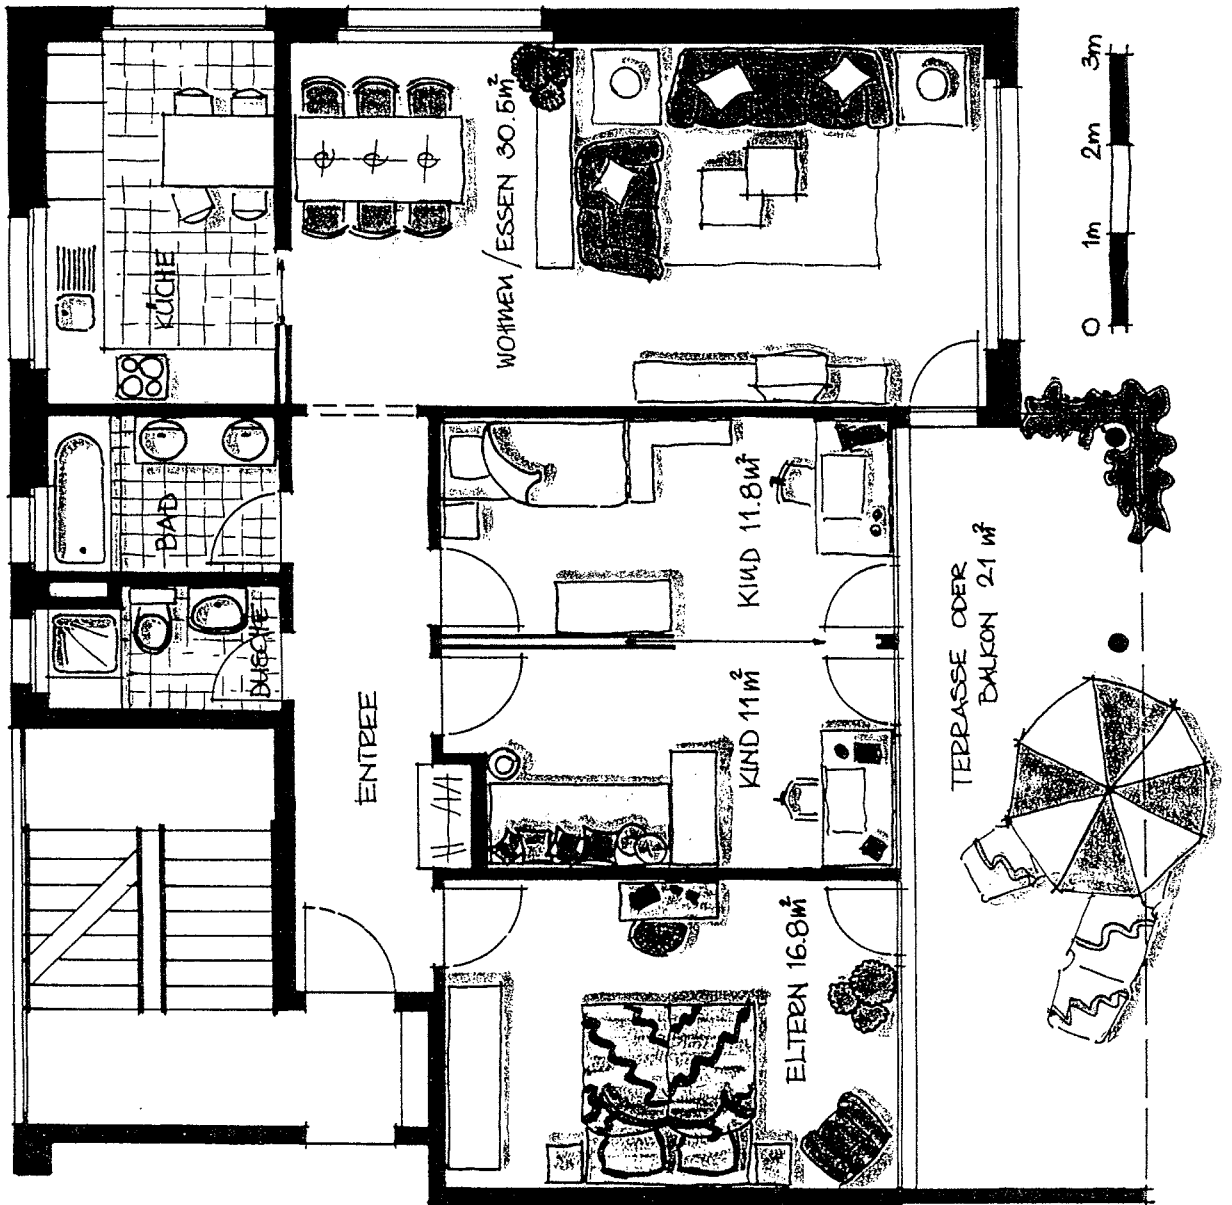 KÜCHE
WOHNEN / ESSEN 30.5m²
BAD
DUSCHE
ENTREE
KIND 11.8m²
KIND 11m²
ELTERN 16.8m²
TERRASSE ODER
BALKON 21 m²
0 1m 2m 3m